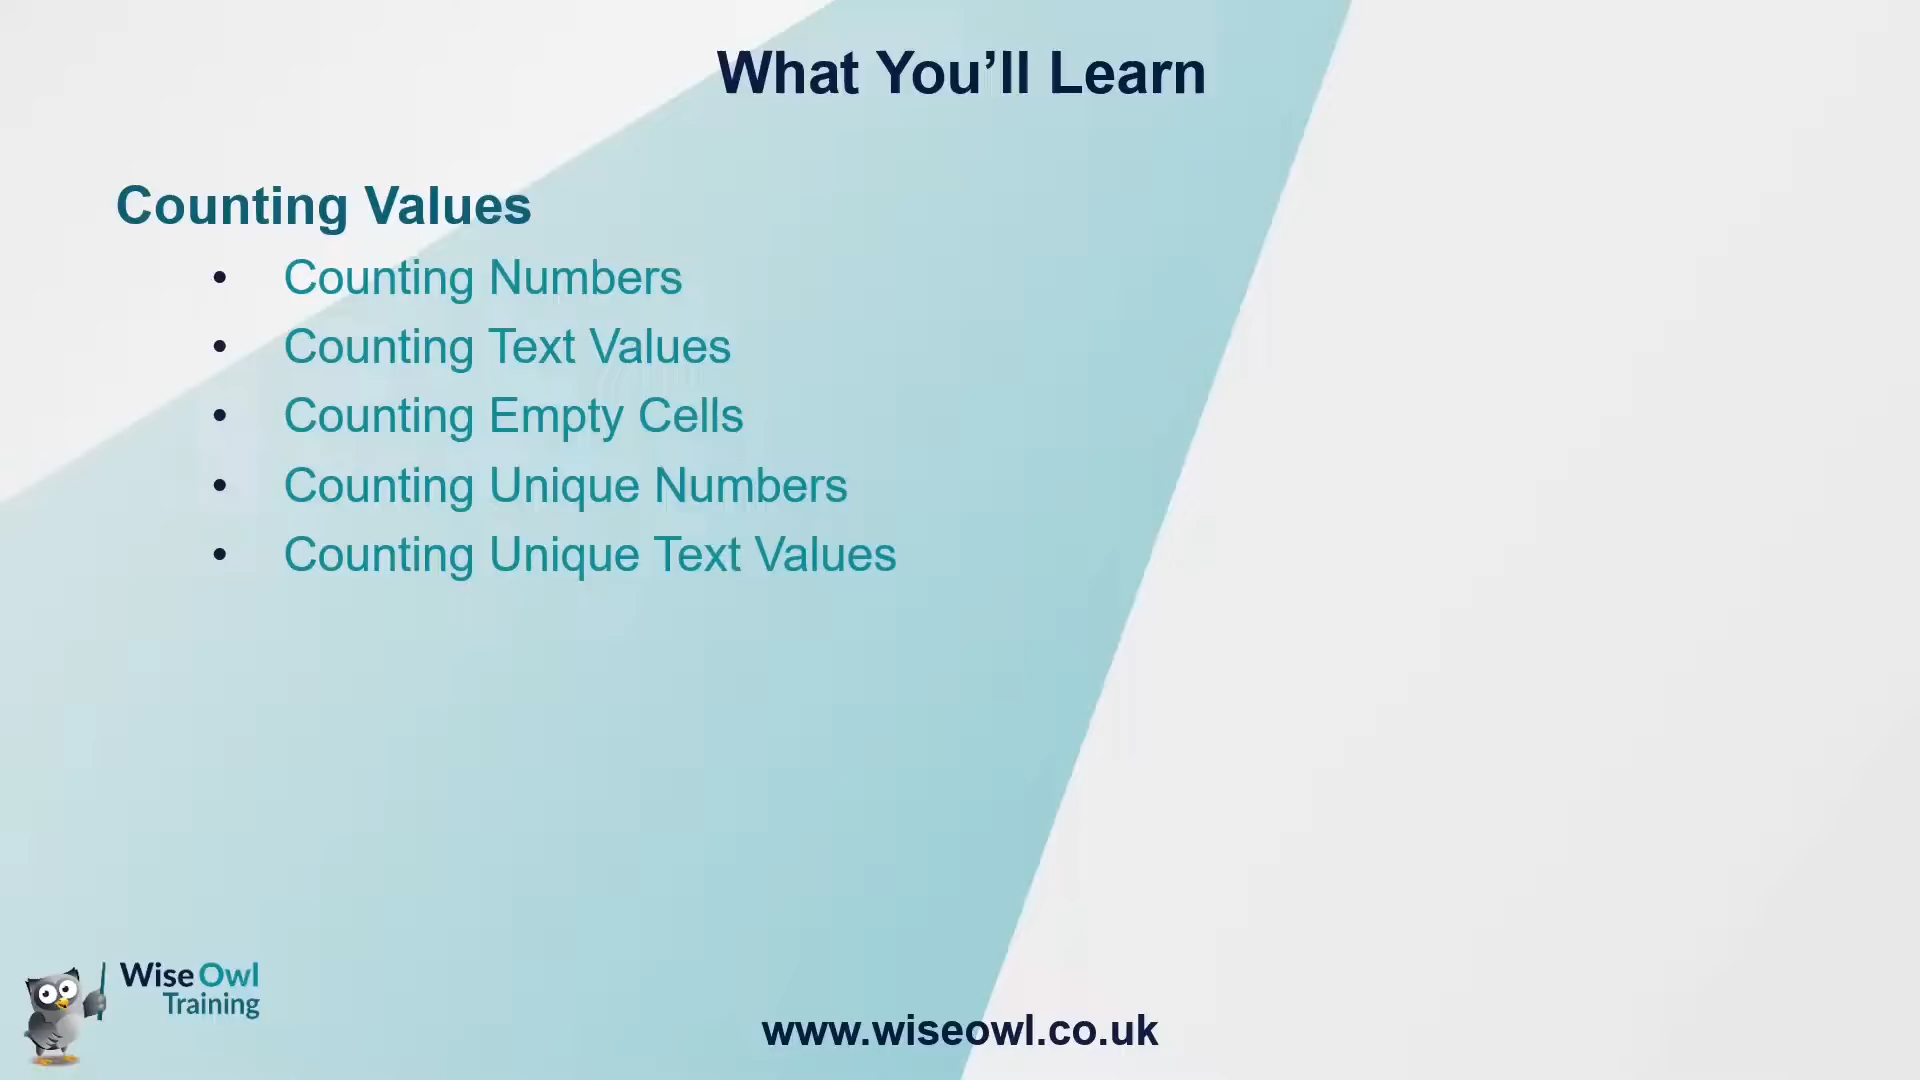 What You’ll Learn
Counting Values
• Counting Numbers
• Counting Text Values
• Counting Empty Cells
• Counting Unique Numbers
• Counting Unique Text Values
Wise Owl
Training
www.wiseowl.co.uk